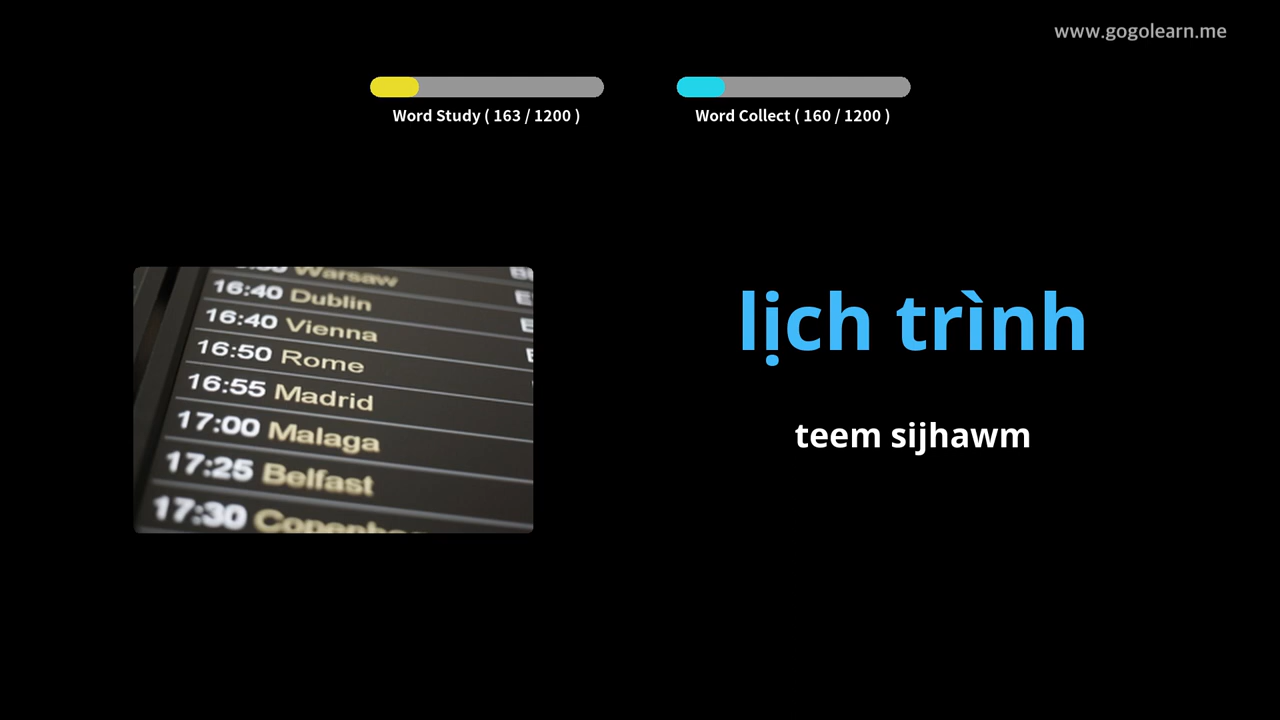 www.gogolearn.me
Word Study ( 163 / 1200 )
Word Collect ( 160 / 1200 )
Warsaw
16:40 Dublin
16:40 Vienna
16:50 Rome
16:55 Madrid
17:00 Malaga
17:25 Belfast
17:30
lịch trình
teem sijhawm